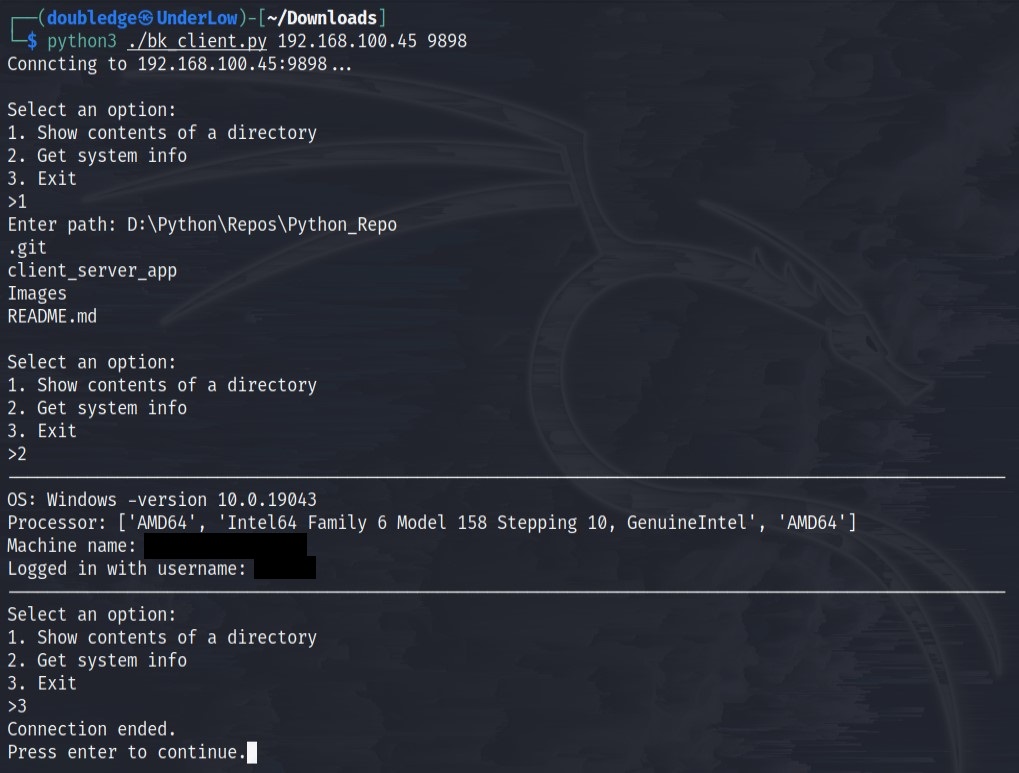 ┌──(doubledge㉿UnderLow)-[~/Downloads]
└─$ python3 ./bk_client.py 192.168.100.45 9898
Conncting to 192.168.100.45:9898...
Select an option:
1. Show contents of a directory
2. Get system info
3. Exit
>1
Enter path: D:\Python\Repos\Python_Repo
.git
client_server_app
Images
README.md
Select an option:
1. Show contents of a directory
2. Get system info
3. Exit
>2
OS: Windows -version 10.0.19043
Processor: ['AMD64', 'Intel64 Family 6 Model 158 Stepping 10, GenuineIntel', 'AMD64']
Machine name:
Logged in with username:
Select an option:
1. Show contents of a directory
2. Get system info
3. Exit
>3
Connection ended.
Press enter to continue.